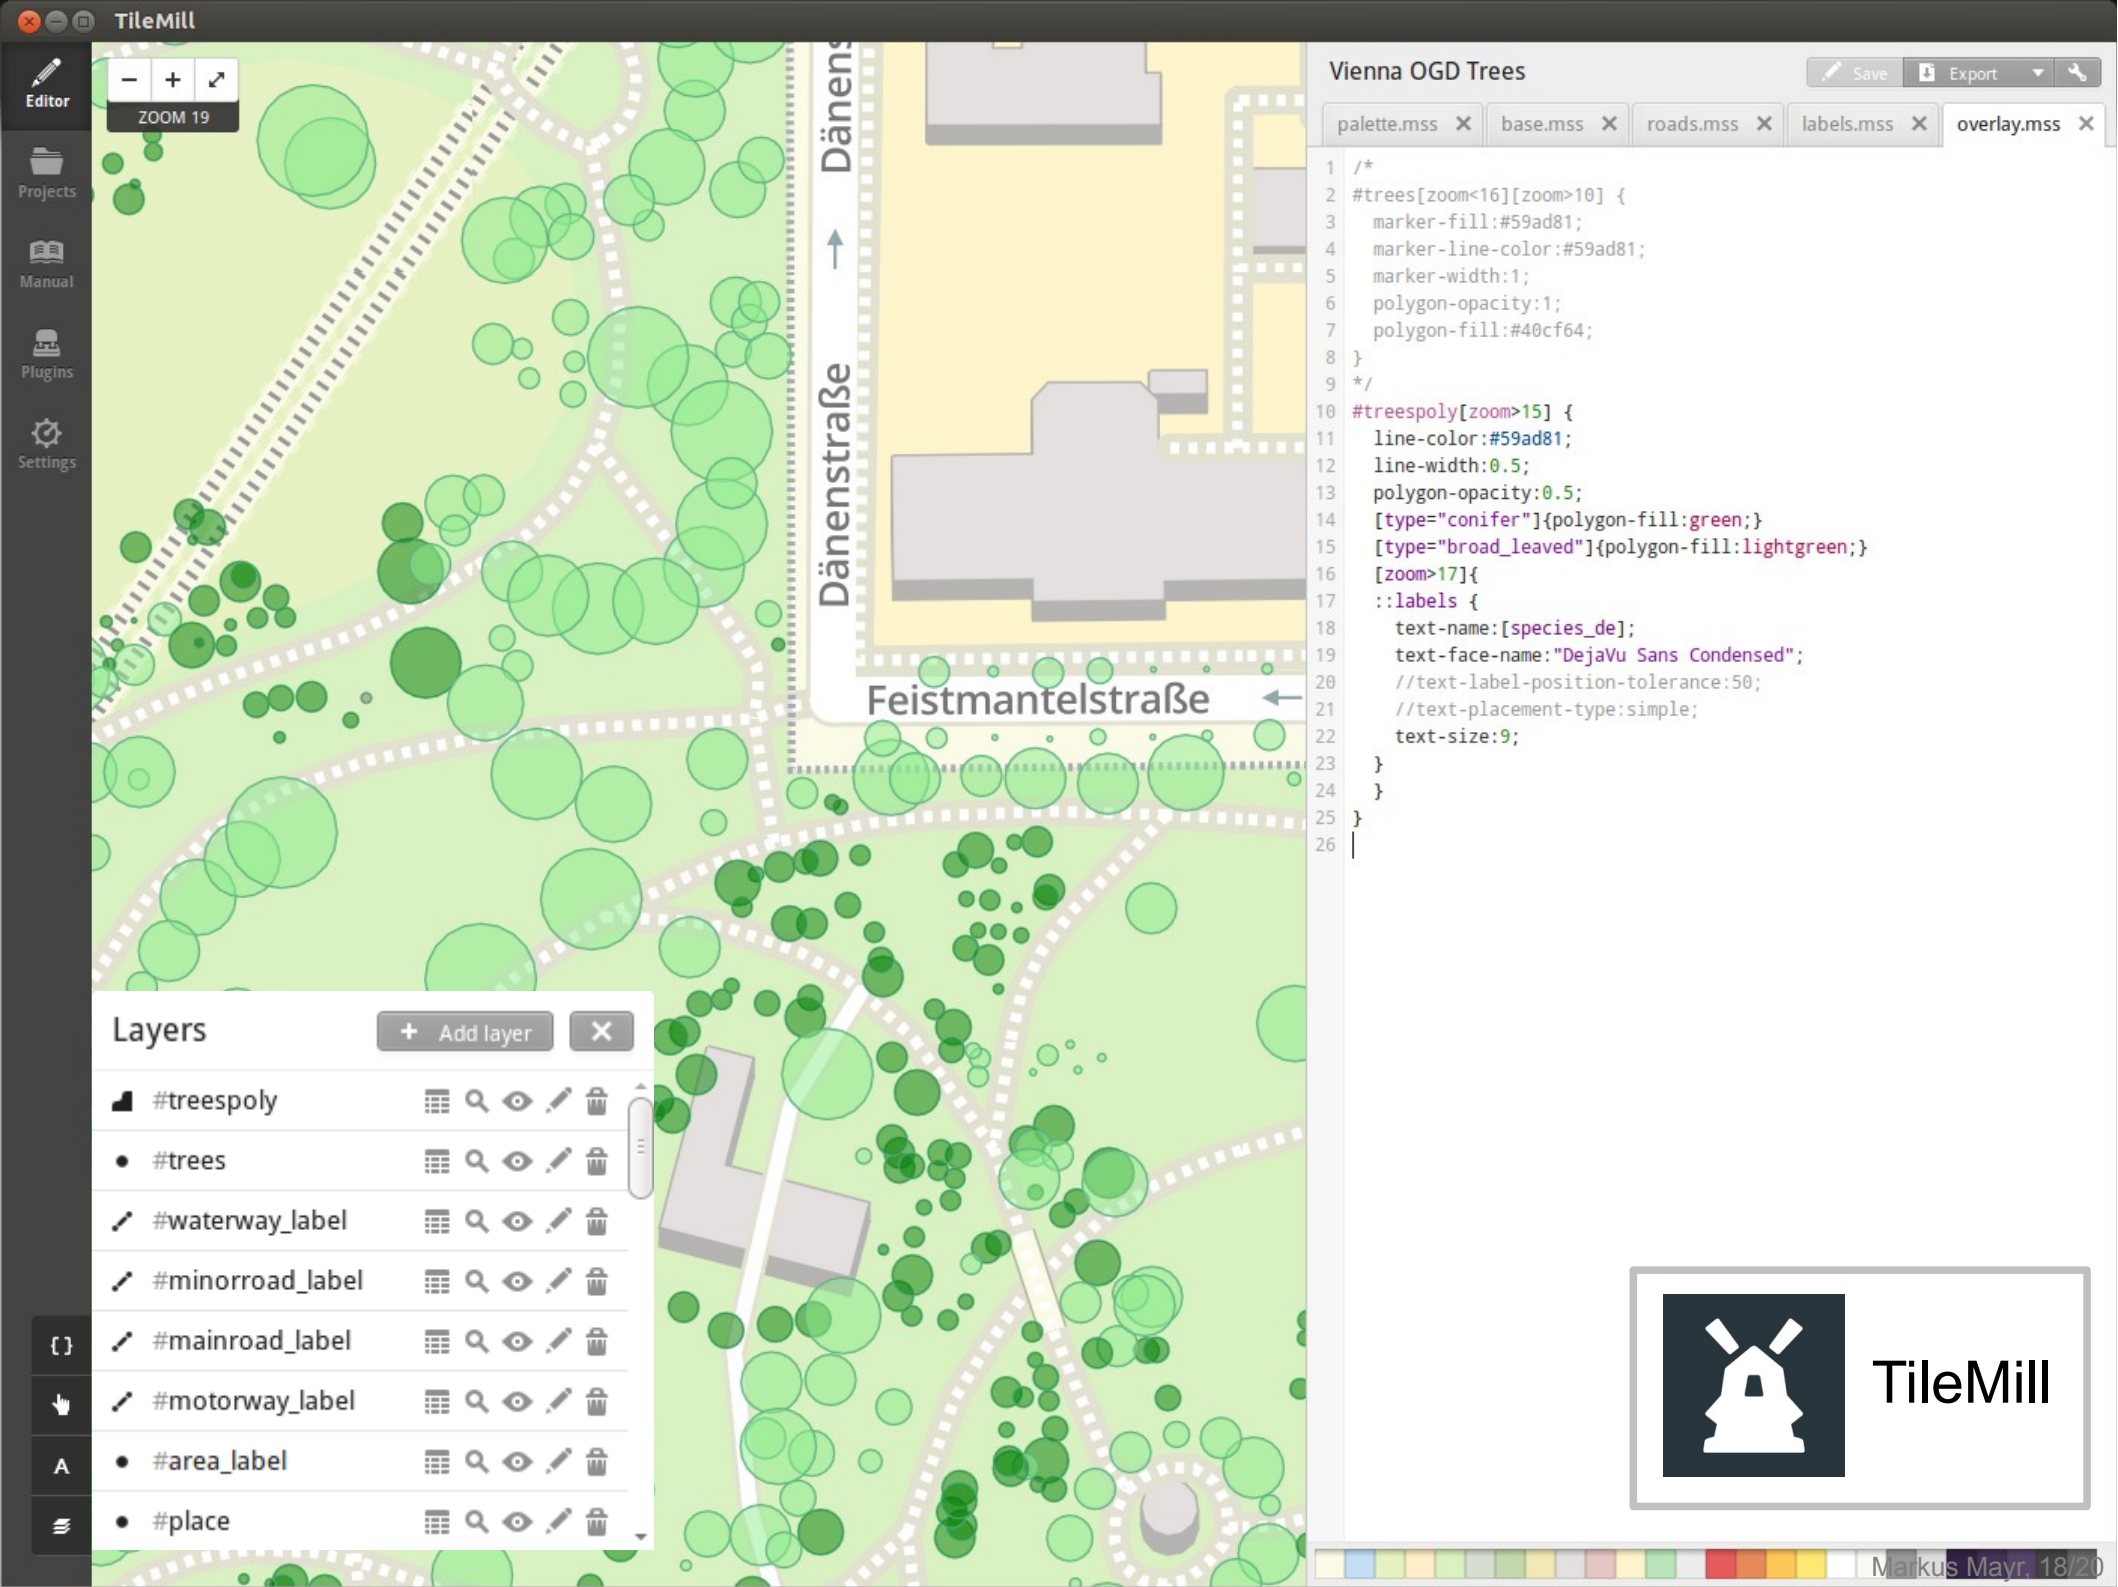 TileMill
Editor
Projects
Manual
Plugins
Settings
− +
ZOOM 19
Dänens
Dänenstraße
Feistmantelstraße
Layers
+ Add layer
#treespoly
#trees
#waterway_label
#minorroad_label
#mainroad_label
#motorway_label
#area_label
#place
{}
A
Vienna OGD Trees
Save Export
palette.mss base.mss roads.mss labels.mss overlay.mss
1 /*
2 #trees[zoom<16][zoom>10] {
3 marker-fill:#59ad81;
4 marker-line-color:#59ad81;
5 marker-width:1;
6 polygon-opacity:1;
7 polygon-fill:#40cf64;
8 }
9 */
10 #treespoly[zoom>15] {
11 line-color:#59ad81;
12 line-width:0.5;
13 polygon-opacity:0.5;
14 [type="conifer"]{polygon-fill:green;}
15 [type="broad_leaved"]{polygon-fill:lightgreen;}
16 [zoom>17]{
17 ::labels {
18 text-name:[species_de];
19 text-face-name:"DejaVu Sans Condensed";
20 //text-label-position-tolerance:50;
21 //text-placement-type:simple;
22 text-size:9;
23 }
24 }
25 }
26
TileMill
Markus Mayr, 18/20